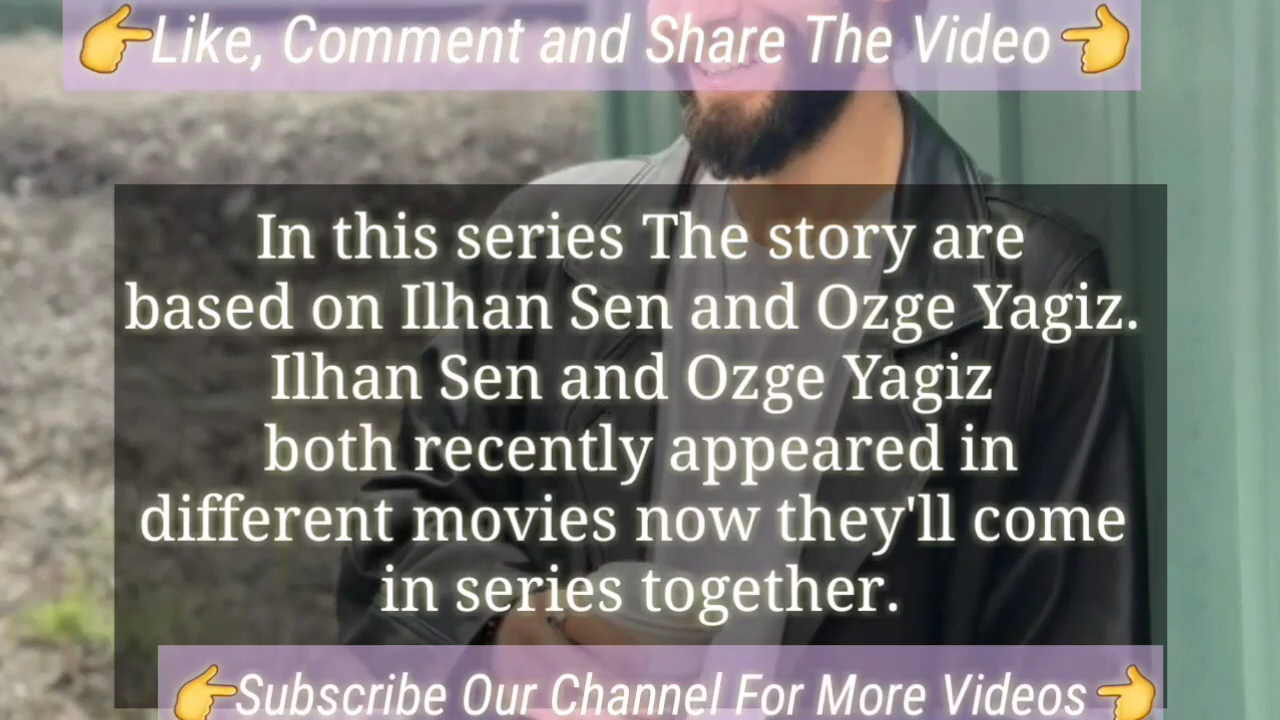 👉Like, Comment and Share The Video👈
In this series The story are
based on Ilhan Sen and Ozge Yagiz.
Ilhan Sen and Ozge Yagiz
both recently appeared in
different movies now they'll come
in series together.
👉Subscribe Our Channel For More Videos👈